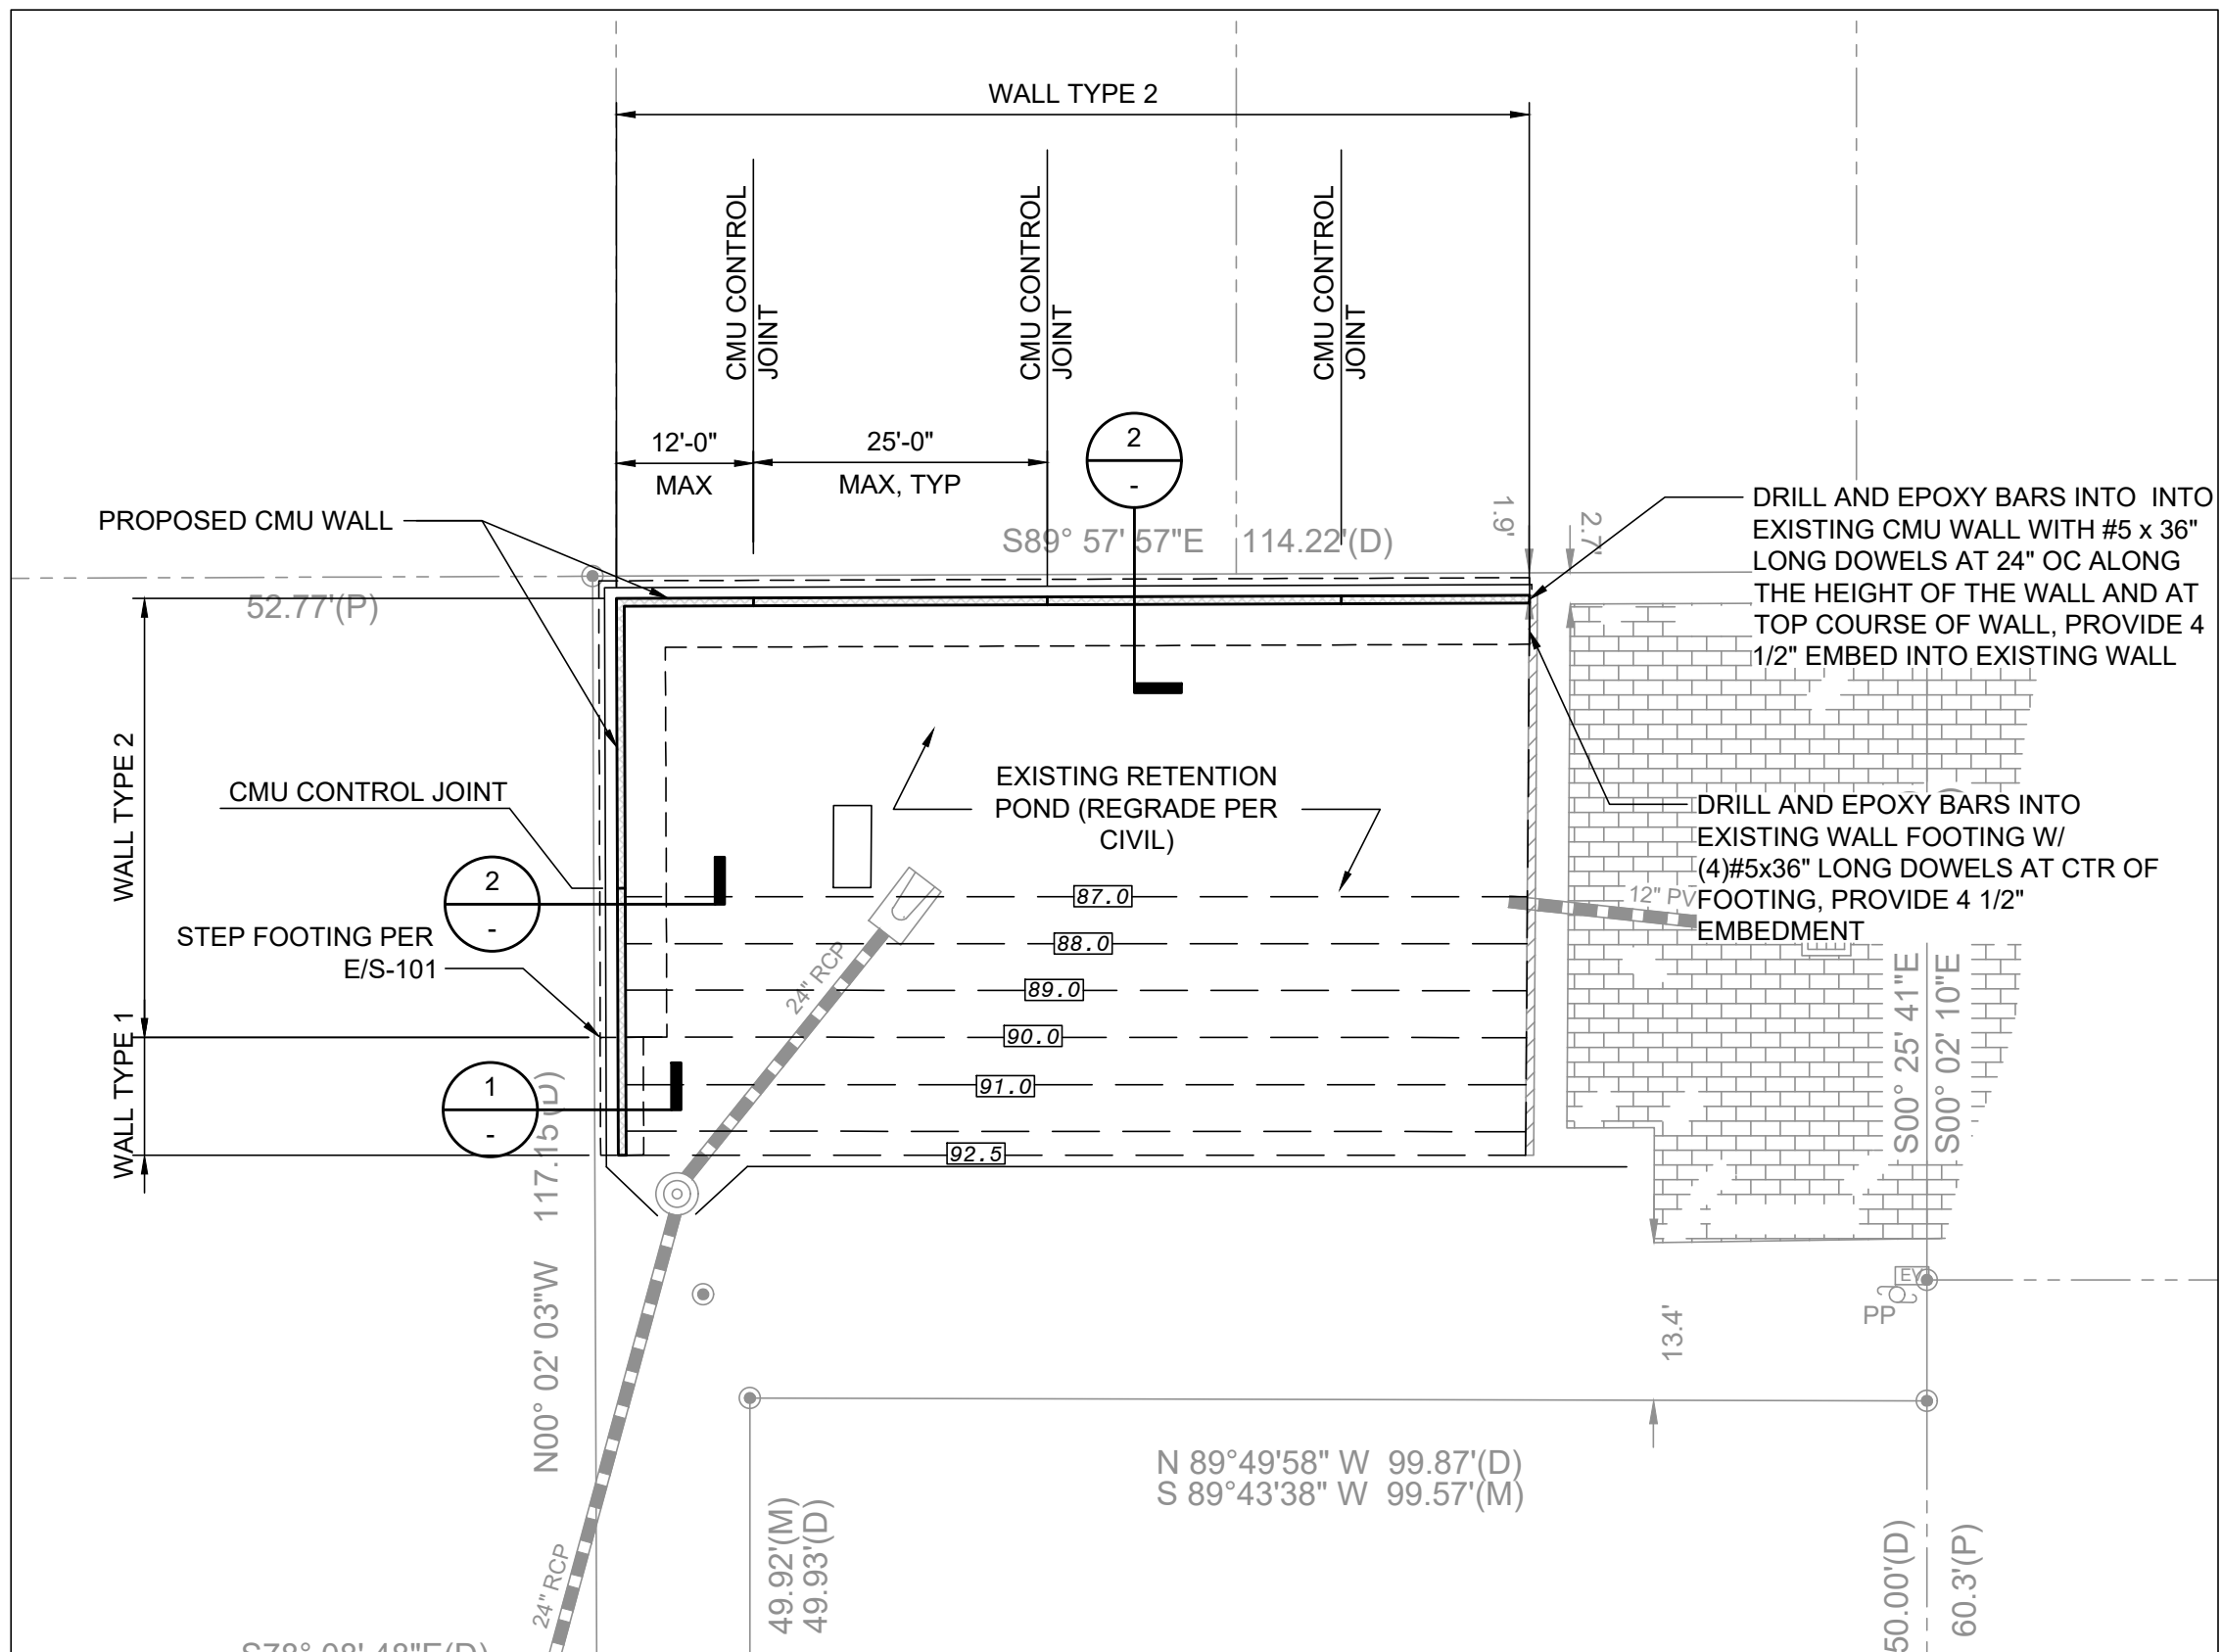 WALL TYPE 2
CMU CONTROL
JOINT
CMU CONTROL
JOINT
CMU CONTROL
JOINT
12'-0"
MAX
25'-0"
MAX, TYP
2
-
PROPOSED CMU WALL
S89° 57' 57"E 114.22'(D)
1.9'
2.7'
DRILL AND EPOXY BARS INTO INTO
EXISTING CMU WALL WITH #5 x 36"
LONG DOWELS AT 24" OC ALONG
THE HEIGHT OF THE WALL AND AT
TOP COURSE OF WALL, PROVIDE 4
1/2" EMBED INTO EXISTING WALL
52.77'(P)
WALL TYPE 2
CMU CONTROL JOINT
EXISTING RETENTION
POND (REGRADE PER
CIVIL)
DRILL AND EPOXY BARS INTO
EXISTING WALL FOOTING W/
(4)#5x36" LONG DOWELS AT CTR OF
FOOTING, PROVIDE 4 1/2"
EMBEDMENT
12" PV
2
-
STEP FOOTING PER
E/S-101
87.0
88.0
89.0
90.0
91.0
92.5
24" RCP
WALL TYPE 1
1
-
S00° 25' 41"E
S00° 02' 10"E
N00° 02' 03"W 117.15'(D)
EV
PP
13.4'
N 89°49'58" W 99.87'(D)
S 89°43'38" W 99.57'(M)
49.92'(M)
49.93'(D)
24" RCP
50.00'(D)
60.3'(P)
S78° 08' 48"E(D)